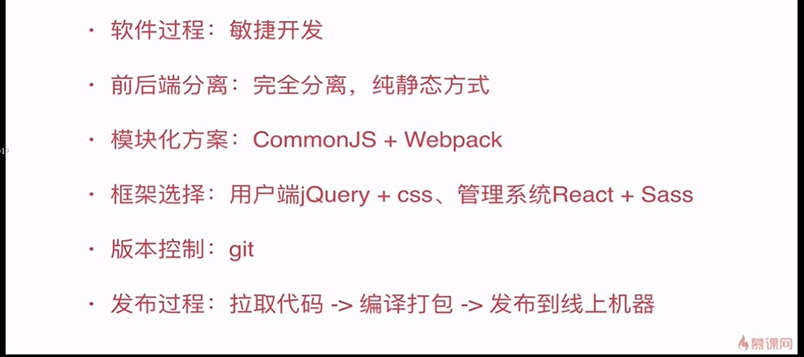 · 软件过程：敏捷开发
· 前后端分离：完全分离，纯静态方式
· 模块化方案：CommonJS + Webpack
· 框架选择：用户端jQuery + css、管理系统React + Sass
· 版本控制：git
· 发布过程：拉取代码 -> 编译打包 -> 发布到线上机器
慕课网